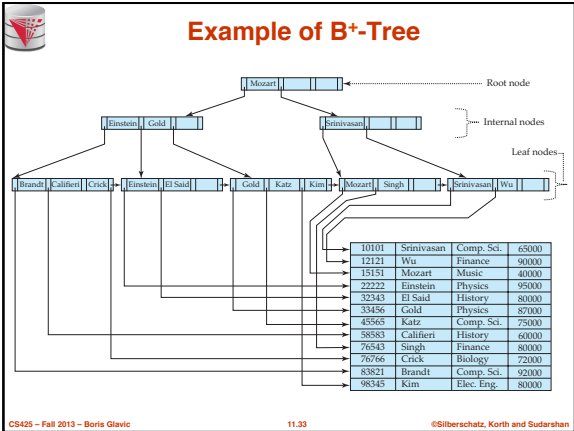 Example of B+-Tree
Mozart
Root node
Einstein Gold
Srinivasan
Internal nodes
Leaf nodes
Brandt Califieri Crick Einstein El Said Gold Katz Kim Mozart Singh Srinivasan Wu
10101 Srinivasan Comp. Sci. 65000
12121 Wu Finance 90000
15151 Mozart Music 40000
22222 Einstein Physics 95000
32343 El Said History 80000
33456 Gold Physics 87000
45565 Katz Comp. Sci. 75000
58583 Califieri History 60000
76543 Singh Finance 80000
76766 Crick Biology 72000
83821 Brandt Comp. Sci. 92000
98345 Kim Elec. Eng. 80000
CS425 – Fall 2013 – Boris Glavic 11.33 ©Silberschatz, Korth and Sudarshan